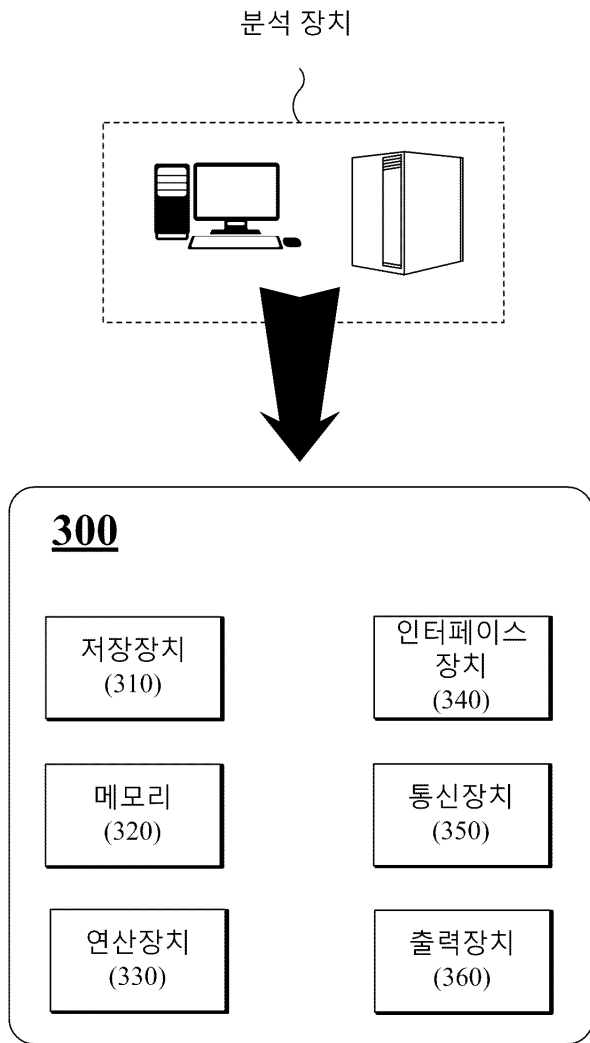 분석 장치
300
저장장치
(310)
인터페이스
장치
(340)
메모리
(320)
통신장치
(350)
연산장치
(330)
출력장치
(360)